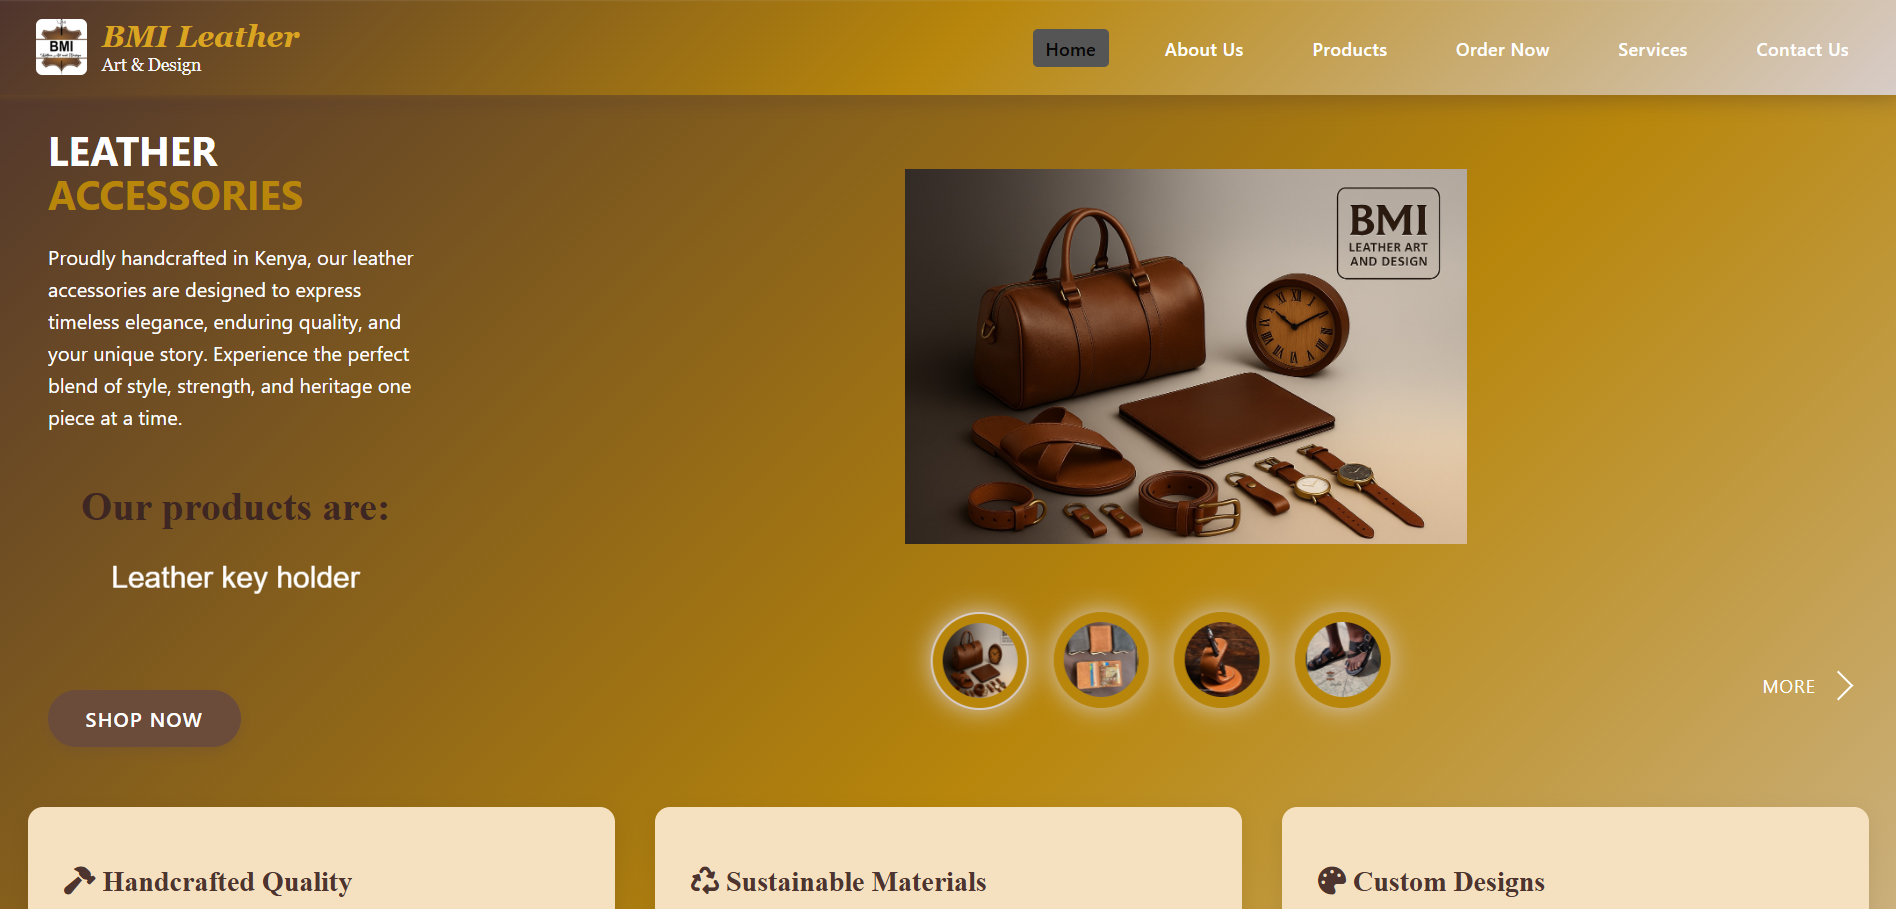 BMI
BMI Leather
Art & Design
Home
About Us
Products
Order Now
Services
Contact Us
LEATHER
ACCESSORIES
Proudly handcrafted in Kenya, our leather
accessories are designed to express
timeless elegance, enduring quality, and
your unique story. Experience the perfect
blend of style, strength, and heritage one
piece at a time.
Our products are:
Leather key holder
SHOP NOW
BMI
LEATHER ART
AND DESIGN
MORE
Handcrafted Quality
Sustainable Materials
Custom Designs